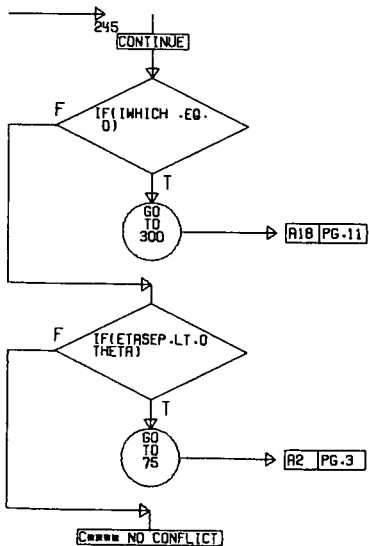 245
CONTINUE
F
IF(IWHICH .EQ.
0)
T
GO
TO
300
A18 PG.11
F
IF(ETASEP.LT.O
THETA)
T
GO
TO
75
A2 PG.3
C**** NO CONFLICT